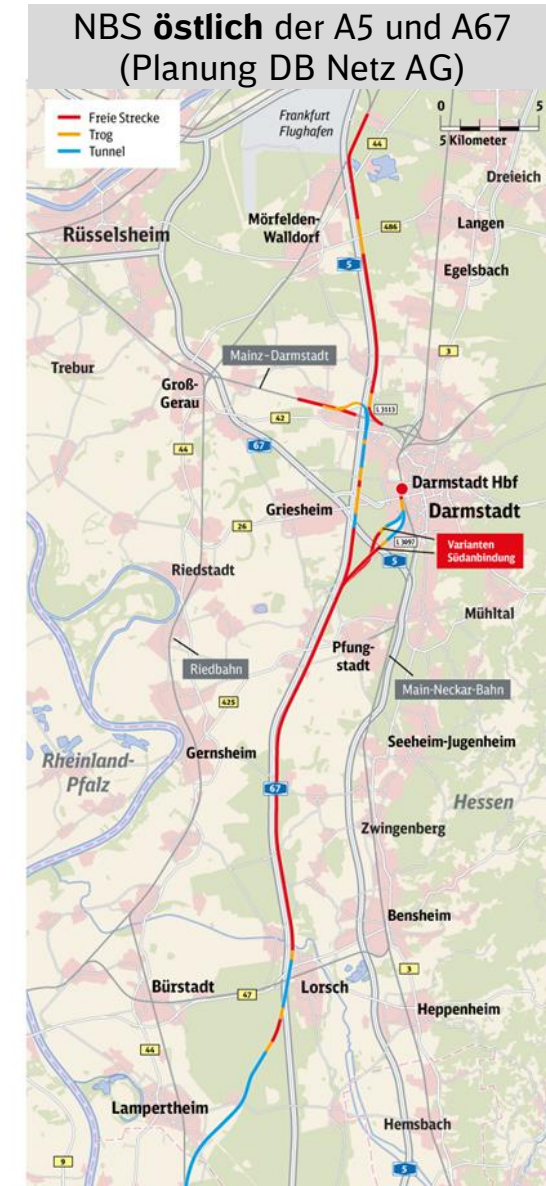 NBS östlich der A5 und A67
(Planung DB Netz AG)
Freie Strecke
Trog
Tunnel
Frankfurt
Flughafen
0 5
5 Kilometer
44
Dreieich
Mörfelden-
Walldorf
486
Langen
Rüsselsheim
5
Egelsbach
3
Mainz-Darmstadt
Trebur
Groß-
Gerau
42
L 3113
44
67
Darmstadt Hbf
Griesheim
Darmstadt
26
L 3097
Varianten
Südanbindung
5
Riedstadt
Mühltal
Pfung-
stadt
Riedbahn
Main-Neckar-Bahn
425
Seeheim-Jugenheim
Gernsheim
Rheinland-
Pfalz
67
Hessen
Zwingenberg
Bensheim
3
Bürstadt
47
Lorsch
Heppenheim
44
Lampertheim
Hemsbach
9
5